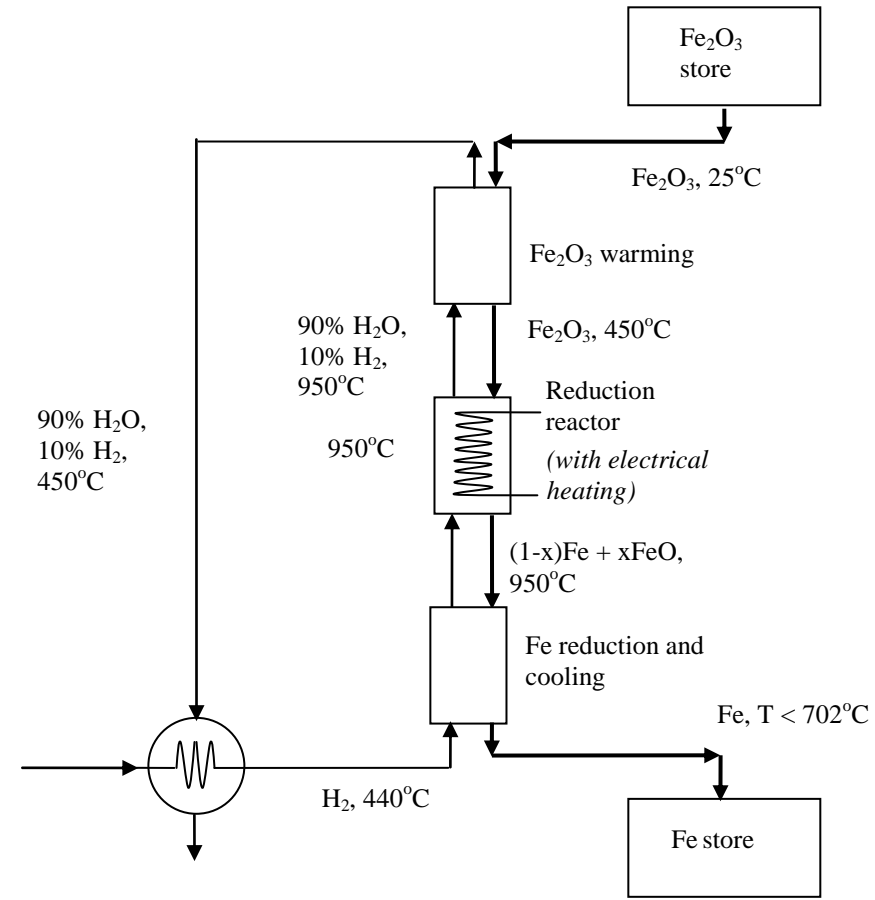 Fe₂O₃
store
Fe₂O₃, 25°C
Fe₂O₃ warming
90% H₂O,
10% H₂,
950°C
Fe₂O₃, 450°C
Reduction
reactor
(with electrical
heating)
950°C
90% H₂O,
10% H₂,
450°C
(1-x)Fe + xFeO,
950°C
Fe reduction and
cooling
Fe, T < 702°C
H₂, 440°C
Fe store